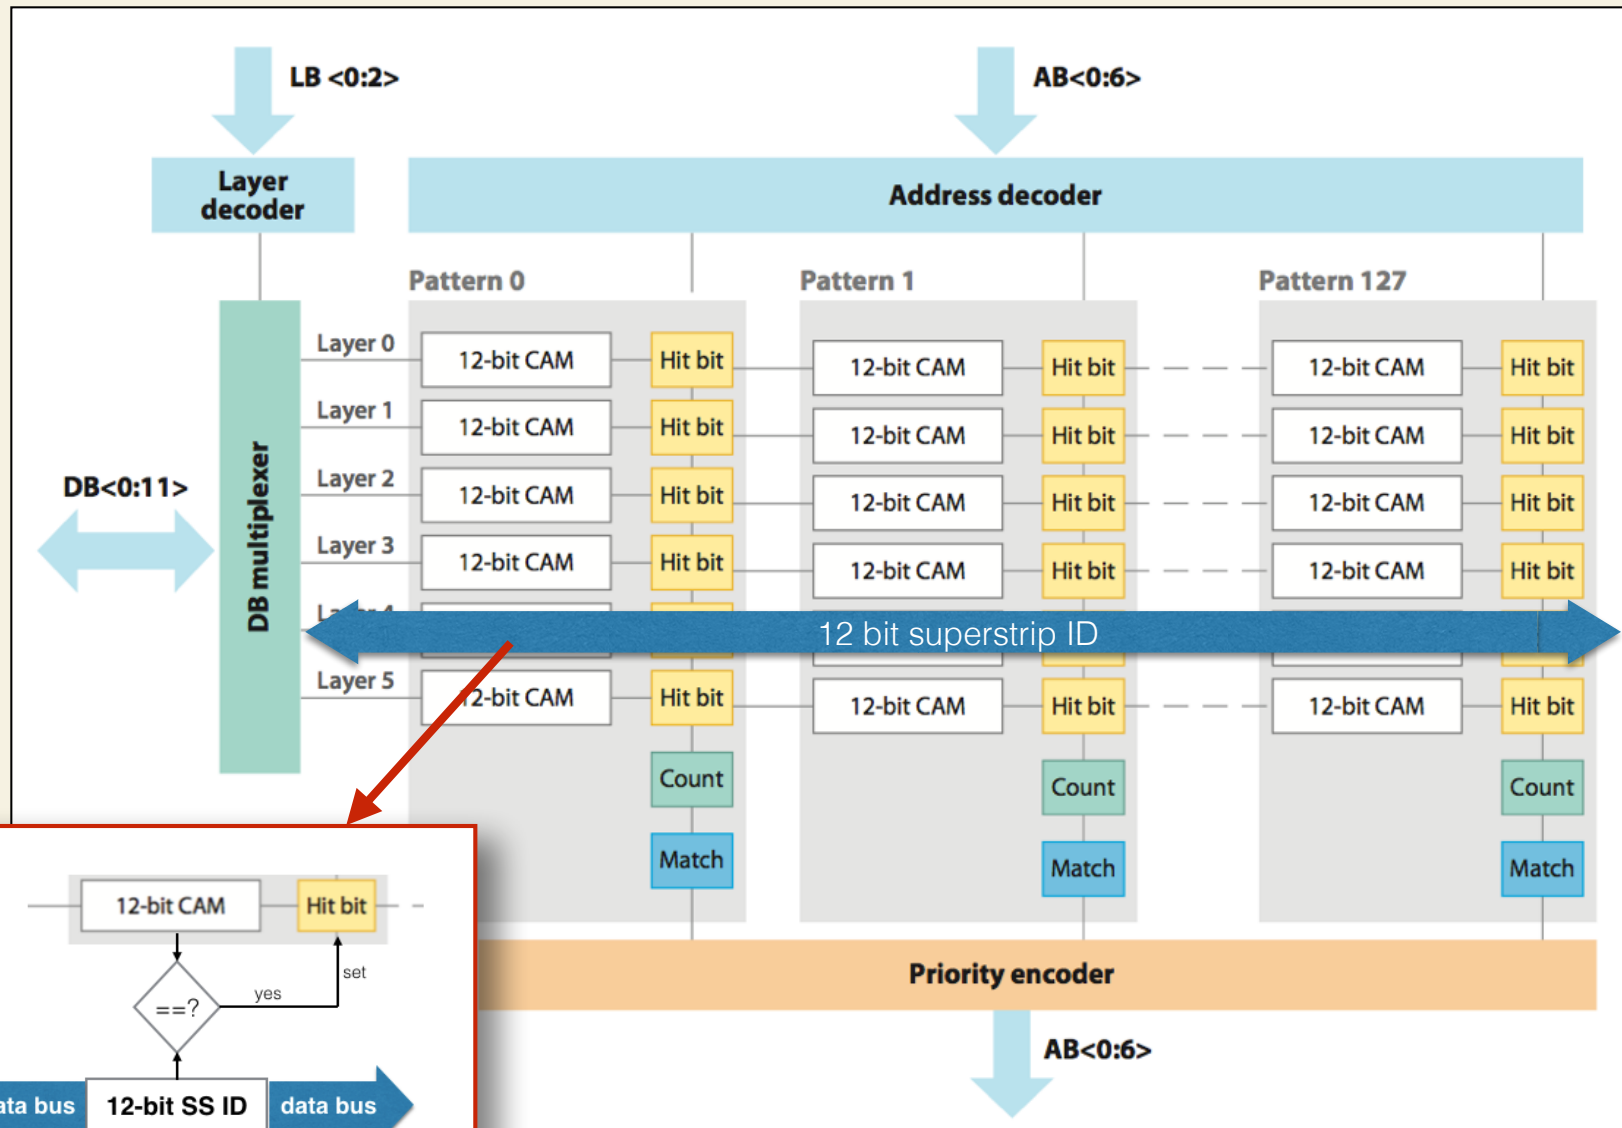 LB <0:2>
AB<0:6>
Layer
decoder
Address decoder
Pattern 0
Pattern 1
Pattern 127
DB<0:11>
DB multiplexer
Layer 0
12-bit CAM
Hit bit
12-bit CAM
Hit bit
12-bit CAM
Hit bit
Layer 1
12-bit CAM
Hit bit
12-bit CAM
Hit bit
12-bit CAM
Hit bit
Layer 2
12-bit CAM
Hit bit
12-bit CAM
Hit bit
12-bit CAM
Hit bit
Layer 3
12-bit CAM
Hit bit
12-bit CAM
Hit bit
12-bit CAM
Hit bit
12 bit superstrip ID
Layer 5
12-bit CAM
Hit bit
12-bit CAM
Hit bit
12-bit CAM
Hit bit
Count
Count
Count
Match
Match
Match
Priority encoder
AB<0:6>
12-bit CAM
Hit bit
==?
yes
set
bus
12-bit SS ID
data bus